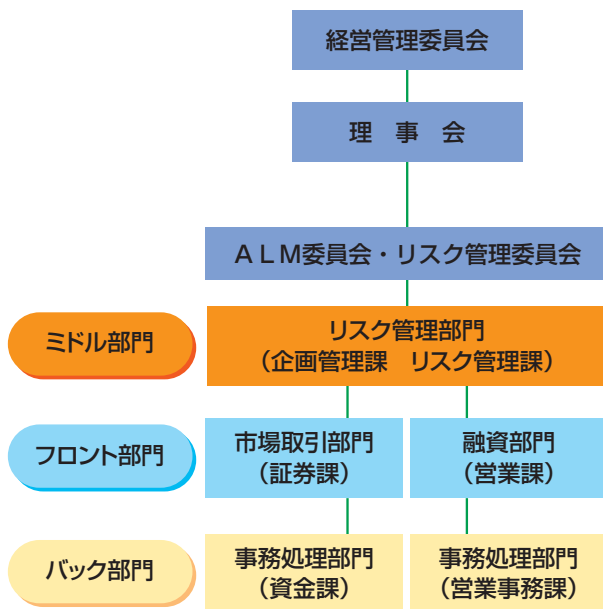 経営管理委員会
理　事　会
ＡＬＭ委員会・リスク管理委員会
ミドル部門
リスク管理部門
（企画管理課　リスク管理課）
フロント部門
市場取引部門
（証券課）
融資部門
（営業課）
バック部門
事務処理部門
（資金課）
事務処理部門
（営業事務課）